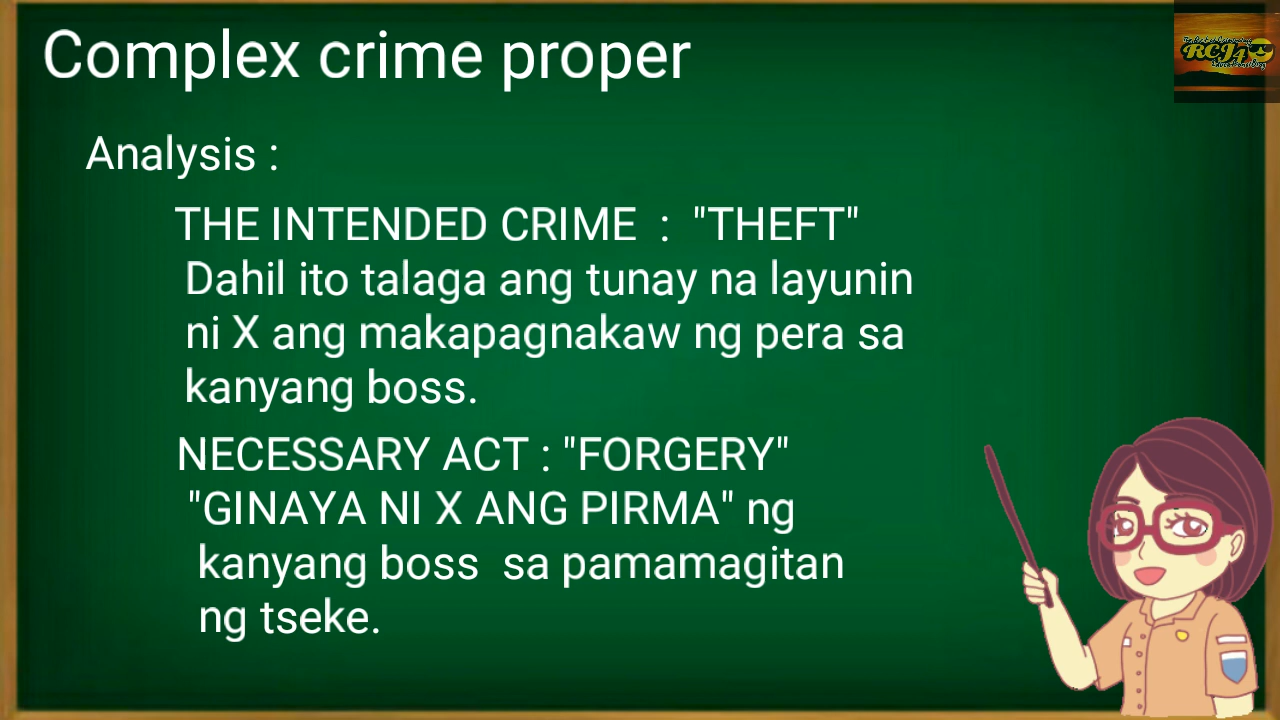 Complex crime proper
Analysis :
THE INTENDED CRIME : "THEFT"
Dahil ito talaga ang tunay na layunin
ni X ang makapagnakaw ng pera sa
kanyang boss.
NECESSARY ACT : "FORGERY"
"GINAYA NI X ANG PIRMA" ng
kanyang boss sa pamamagitan
ng tseke.
RCJ4